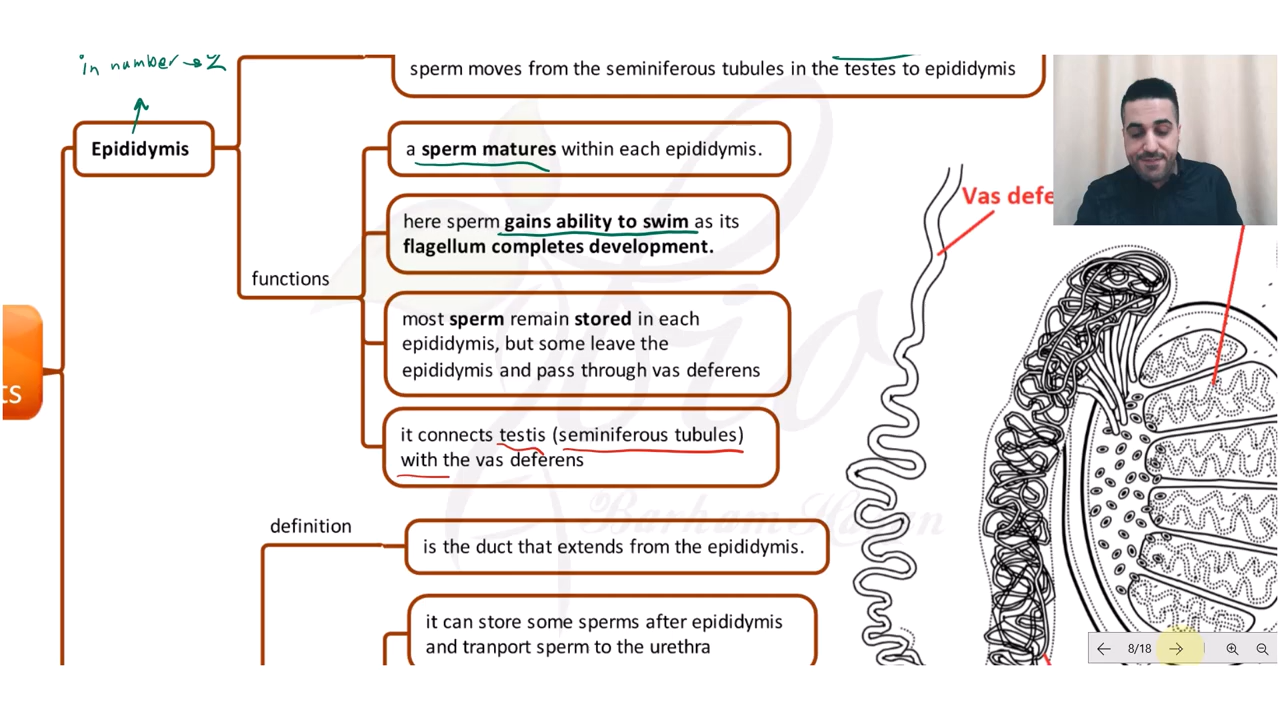 in number → 2
sperm moves from the seminiferous tubules in the testes to epididymis
Epididymis
a sperm matures within each epididymis.
here sperm gains ability to swim as its
flagellum completes development.
functions
most sperm remain stored in each
epididymis, but some leave the
epididymis and pass through vas deferens
it connects testis (seminiferous tubules)
with the vas deferens
ts
definition
is the duct that extends from the epididymis.
it can store some sperms after epididymis
and tranport sperm to the urethra
Vas defe
Barham Hasan
8/18